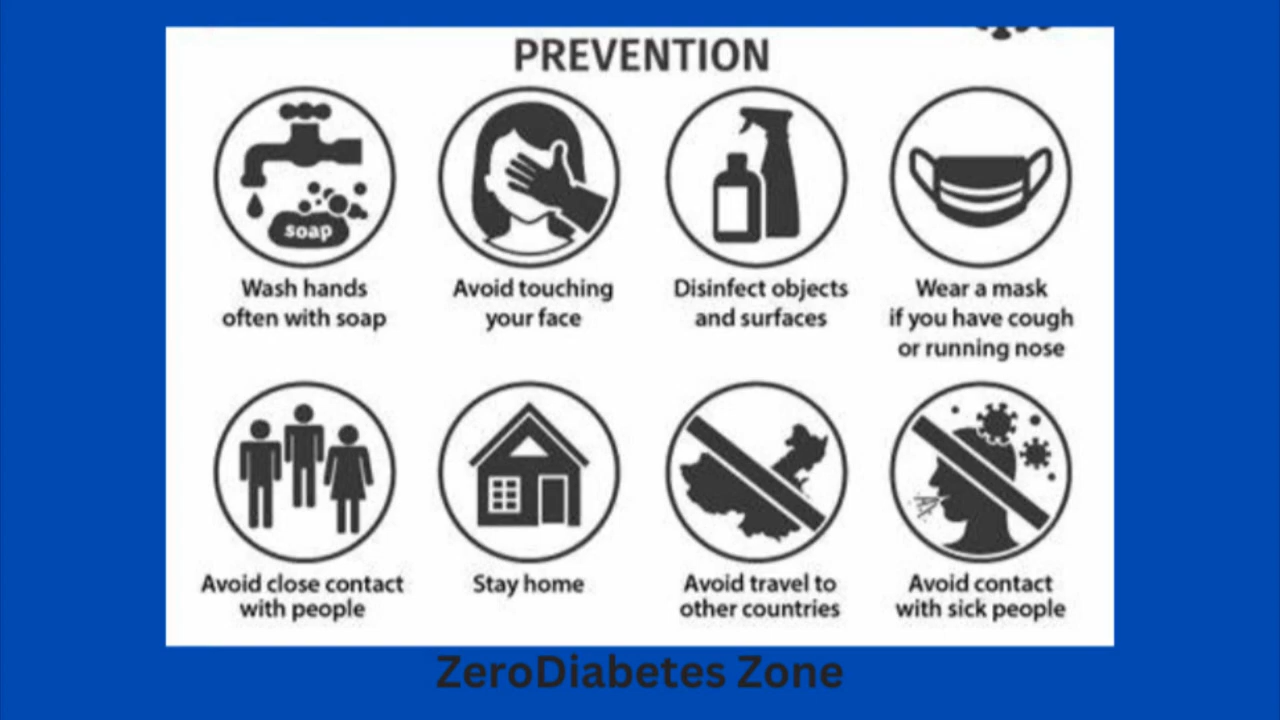 PREVENTION
soap
Wash hands
often with soap
Avoid touching
your face
Disinfect objects
and surfaces
Wear a mask
if you have cough
or running nose
Avoid close contact
with people
Stay home
Avoid travel to
other countries
Avoid contact
with sick people
ZeroDiabetes Zone